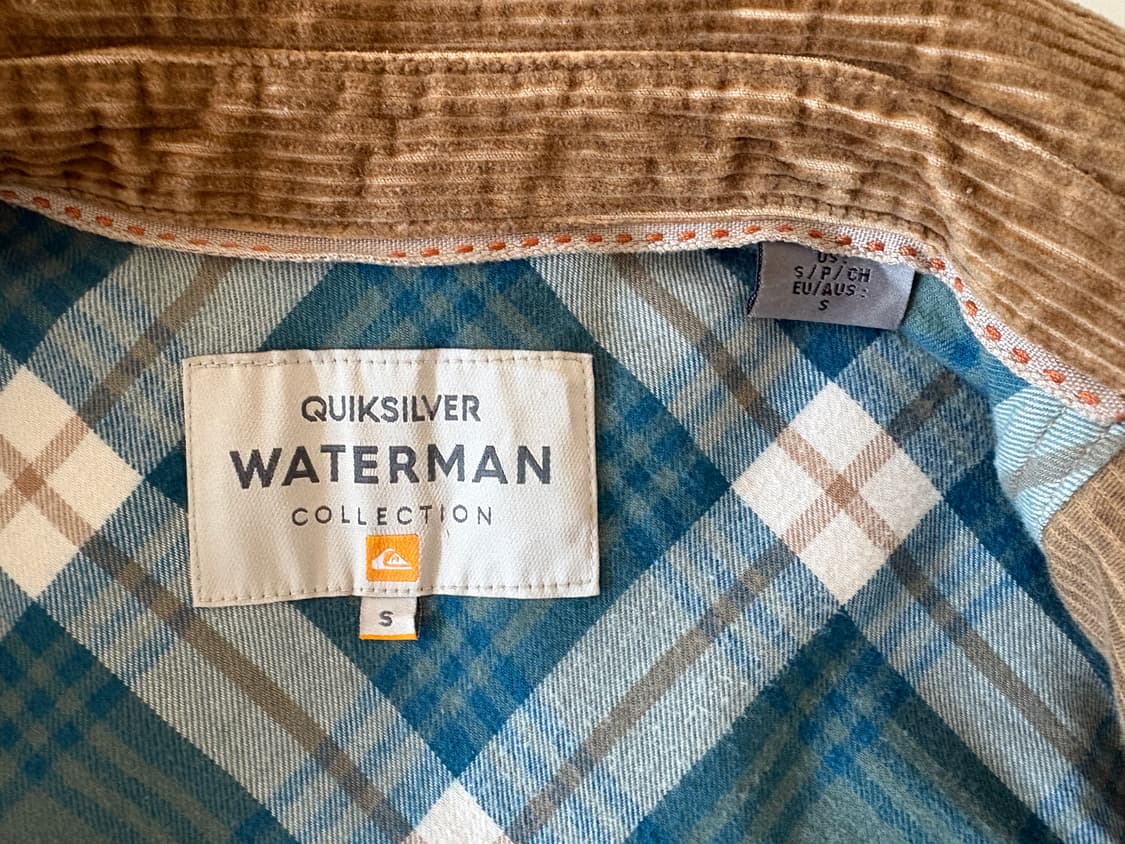 US:
S/P/CH
EU/AUS:
S
QUIKSILVER
WATERMAN
COLLECTION
S